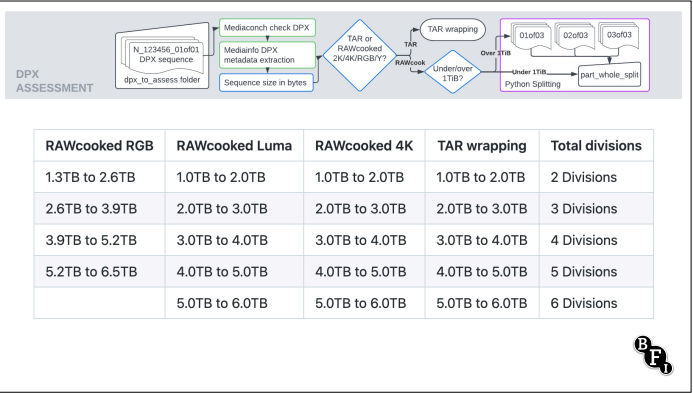 DPX
ASSESSMENT
N_123456_01of01
DPX sequence
dpx_to_assess folder
Mediaconch check DPX
Mediainfo DPX
metadata extraction
Sequence size in bytes
TAR or
RAWcooked
2K/4K/RGB/Y?
TAR
RAWcook
TAR wrapping
Under/over
1TiB?
Over 1TiB
Under 1TiB
01of03 02of03 03of03
part_whole_split
Python Splitting
RAWcooked RGB RAWcooked Luma RAWcooked 4K TAR wrapping Total divisions
1.3TB to 2.6TB 1.0TB to 2.0TB 1.0TB to 2.0TB 1.0TB to 2.0TB 2 Divisions
2.6TB to 3.9TB 2.0TB to 3.0TB 2.0TB to 3.0TB 2.0TB to 3.0TB 3 Divisions
3.9TB to 5.2TB 3.0TB to 4.0TB 3.0TB to 4.0TB 3.0TB to 4.0TB 4 Divisions
5.2TB to 6.5TB 4.0TB to 5.0TB 4.0TB to 5.0TB 4.0TB to 5.0TB 5 Divisions
5.0TB to 6.0TB 5.0TB to 6.0TB 5.0TB to 6.0TB 6 Divisions
BFI